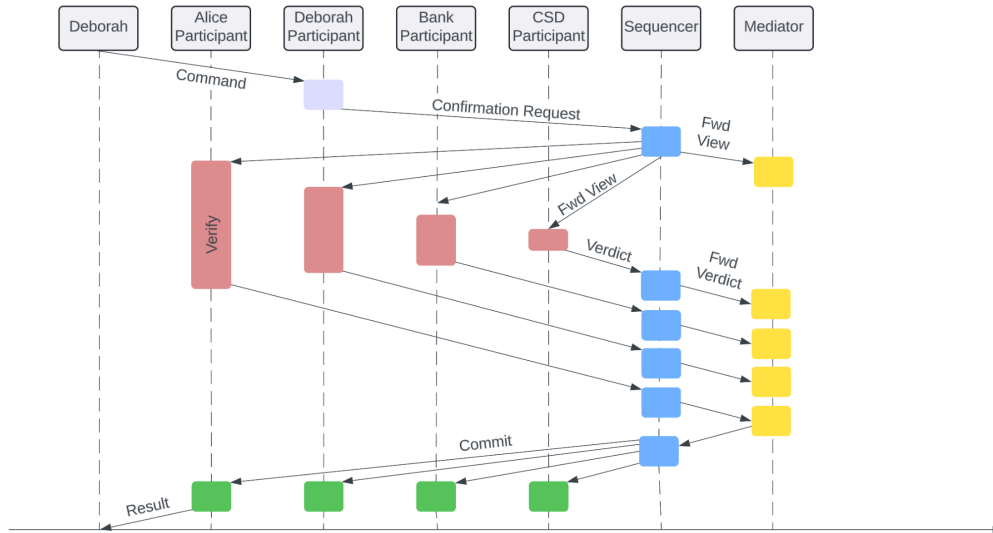 Deborah
Alice
Participant
Deborah
Participant
Bank
Participant
CSD
Participant
Sequencer
Mediator
Command
Confirmation Request
Fwd
View
Fwd View
Verify
Verdict
Fwd
Verdict
Commit
Result